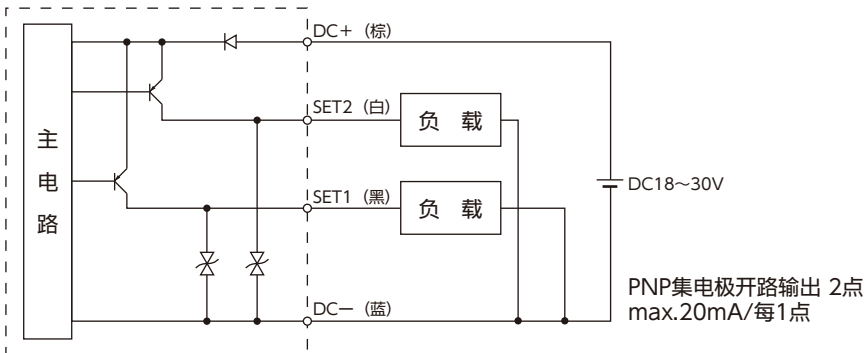 DC＋（棕）
SET2（白）
负 载
主电路
DC18～30V
SET1（黑）
负 载
DC－（蓝）
PNP集电极开路输出 2点
max.20mA/每1点